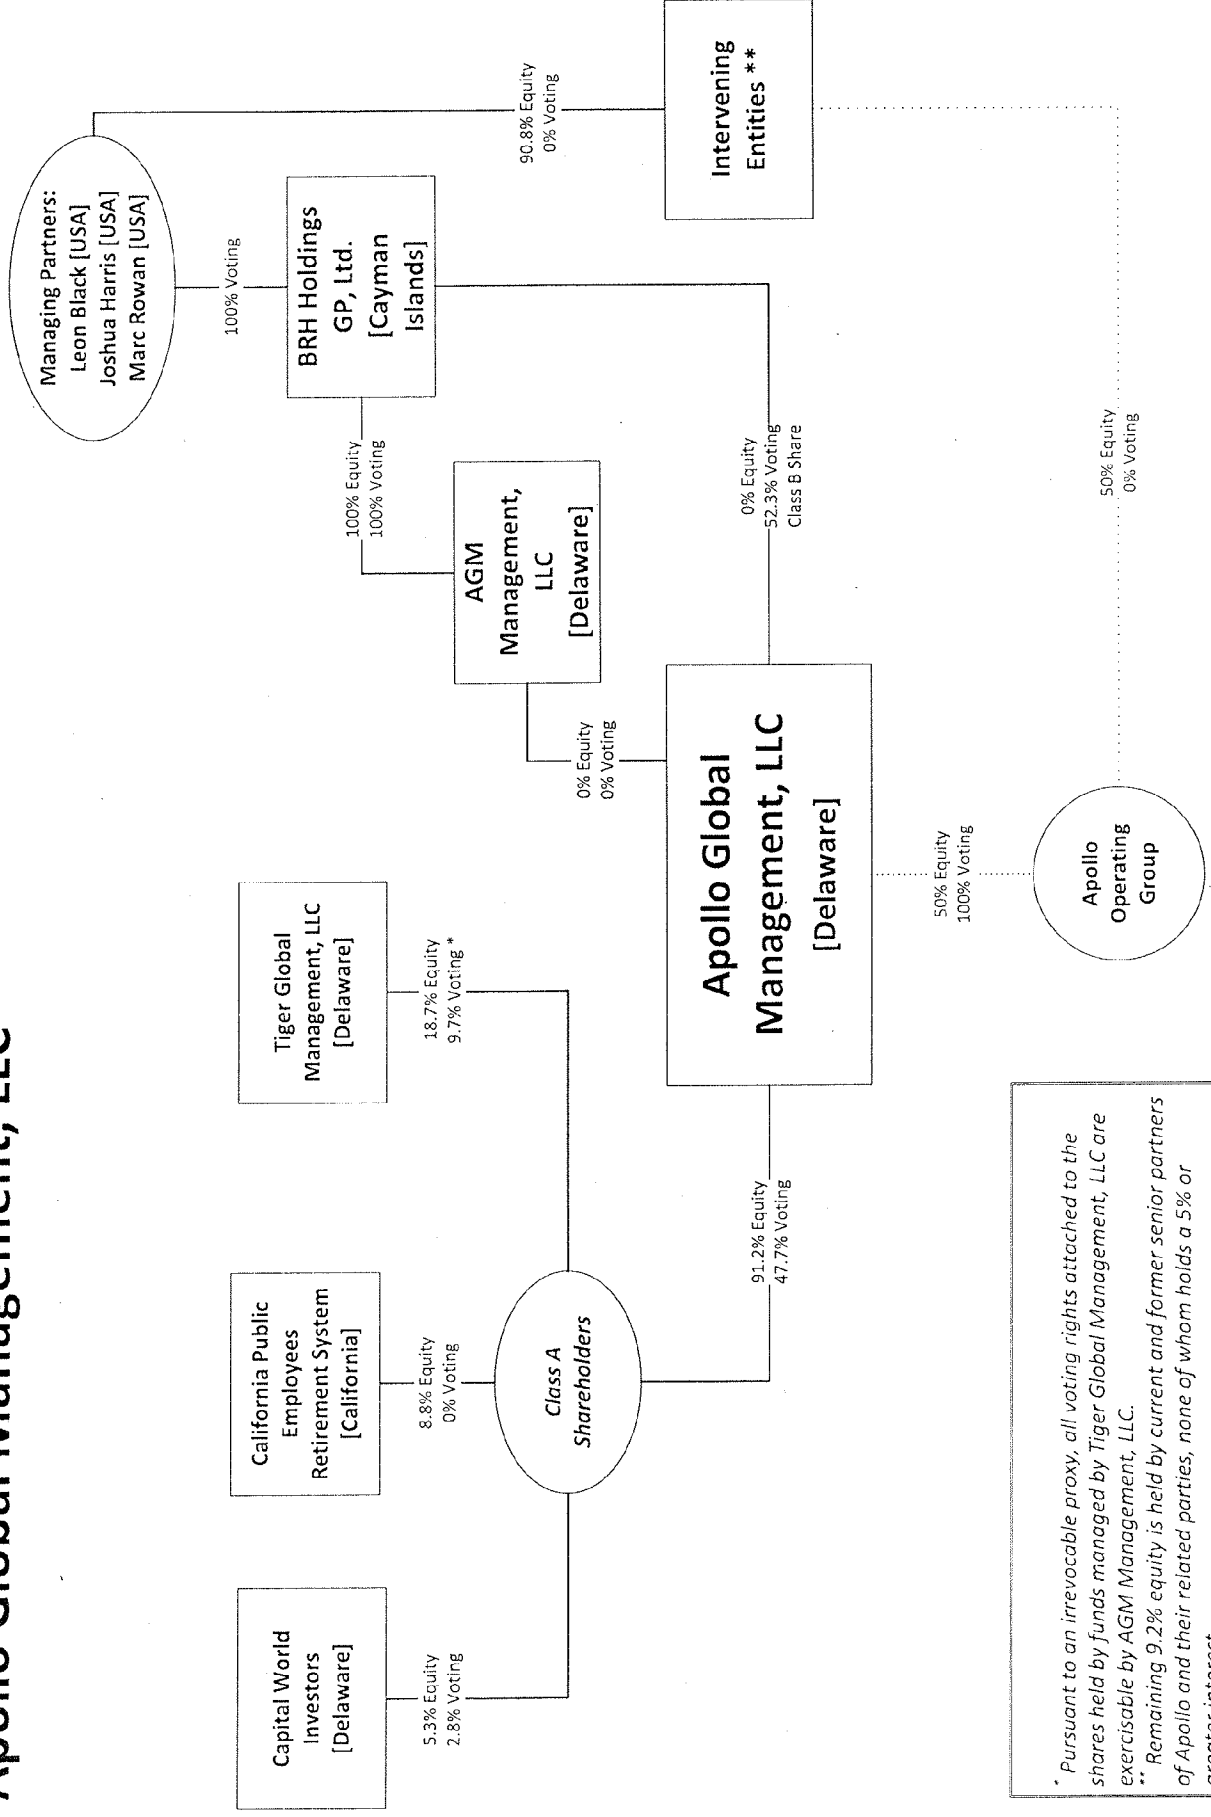 Apollo Global Management, LLC
Managing Partners:
Leon Black [USA]
Joshua Harris [USA]
Marc Rowan [USA]
100% Voting
90.8% Equity
0% Voting
BRH Holdings
GP, Ltd.
[Cayman
Islands]
Intervening
Entities **
100% Equity
100% Voting
AGM
Management,
LLC
[Delaware]
0% Equity
52.3% Voting
Class B Share
0% Equity
0% Voting
Capital World
Investors
[Delaware]
California Public
Employees
Retirement System
[California]
Tiger Global
Management, LLC
[Delaware]
5.3% Equity
2.8% Voting
8.8% Equity
0% Voting
18.7% Equity
9.7% Voting *
Class A
Shareholders
91.2% Equity
47.7% Voting
Apollo Global
Management, LLC
[Delaware]
50% Equity
100% Voting
50% Equity
0% Voting
Apollo
Operating
Group
* Pursuant to an irrevocable proxy, all voting rights attached to the
shares held by funds managed by Tiger Global Management, LLC are
exercisable by AGM Management, LLC.
** Remaining 9.2% equity is held by current and former senior partners
of Apollo and their related parties, none of whom holds a 5% or
greater interest